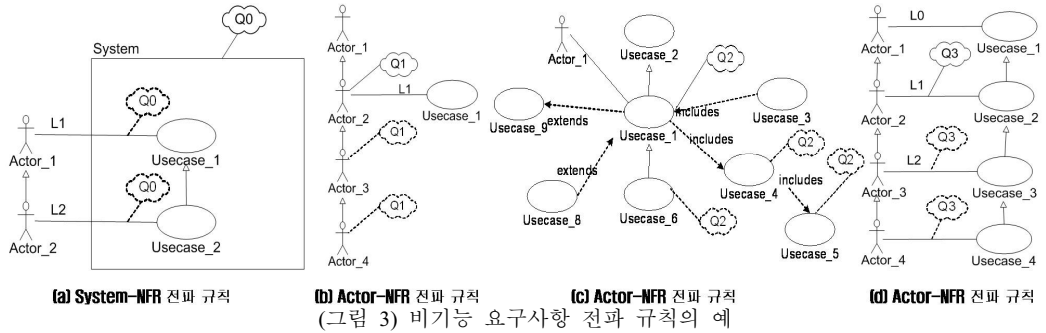 Q0
System
Q0
L1
Actor_1
Usecase_1
Q0
L2
Actor_2
Usecase_2
(a) System-NFR 전파 규칙
Actor_1
Q1
L1
Actor_2
Usecase_1
Q1
Actor_3
Q1
Actor_4
(b) Actor-NFR 전파 규칙
Actor_1
Usecase_2
Q2
Usecase_9
extends
includes
Usecase_3
Usecase_1
includes
Q2
Q2
extends
Usecase_4
includes
Usecase_8
Usecase_6
Q2
Usecase_5
(c) Actor-NFR 전파 규칙
L0
Actor_1
Usecase_1
Q3
L1
Actor_2
Usecase_2
Q3
L2
Actor_3
Usecase_3
Q3
Actor_4
Usecase_4
(d) Actor-NFR 전파 규칙
(그림 3) 비기능 요구사항 전파 규칙의 예